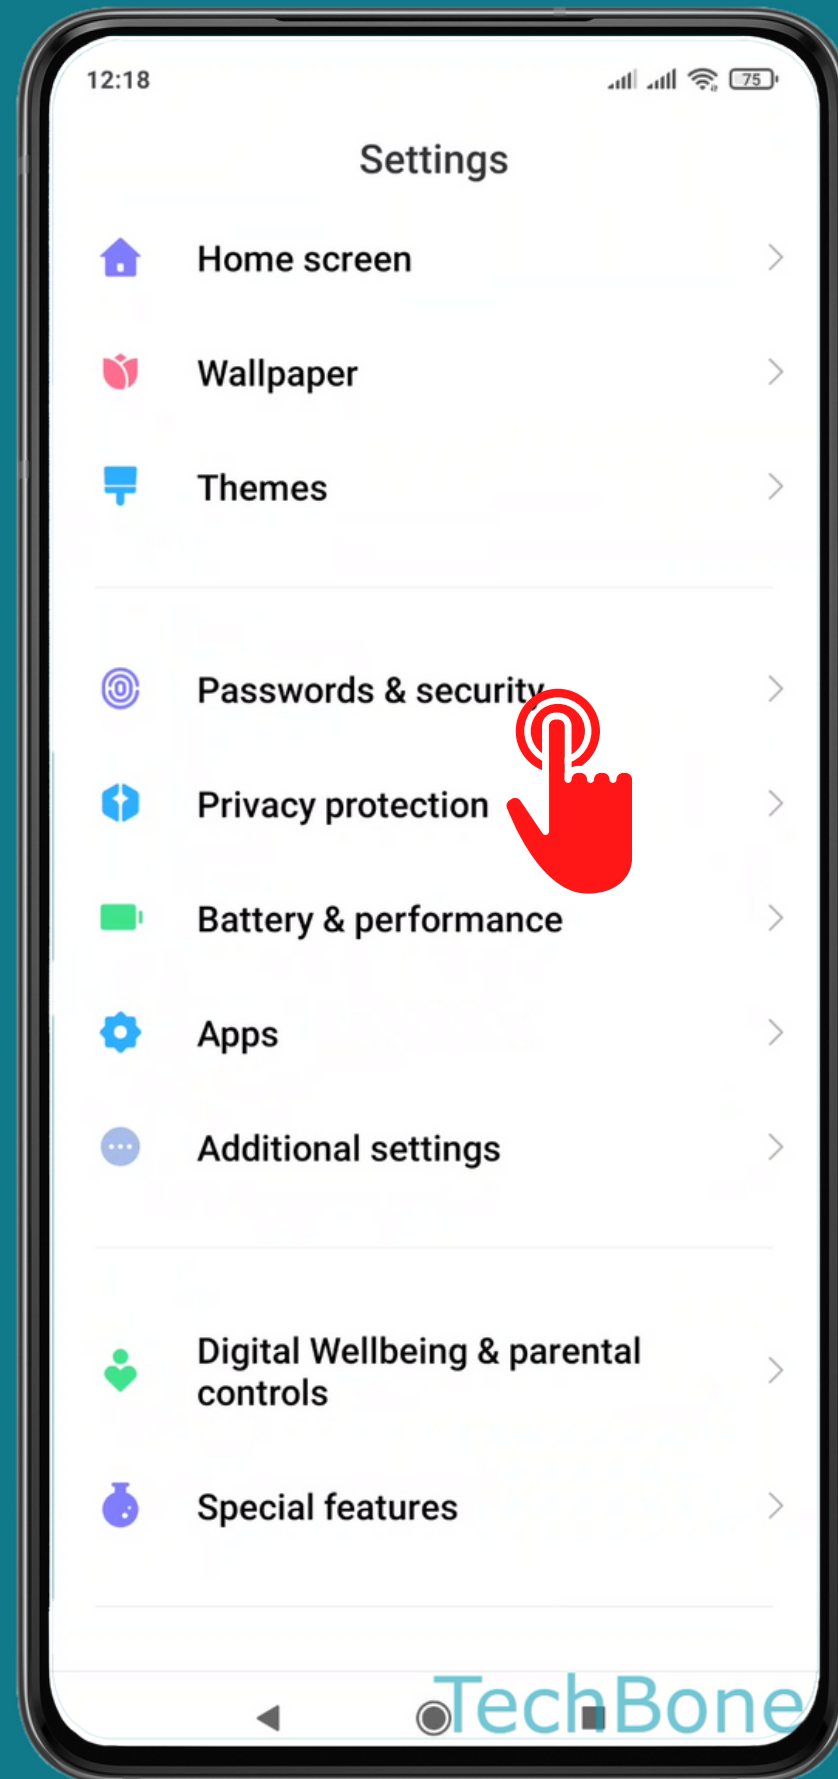 12:18
75
Settings
Home screen
Wallpaper
Themes
Passwords & security
Privacy protection
Battery & performance
Apps
Additional settings
Digital Wellbeing & parental
controls
Special features
TechBone